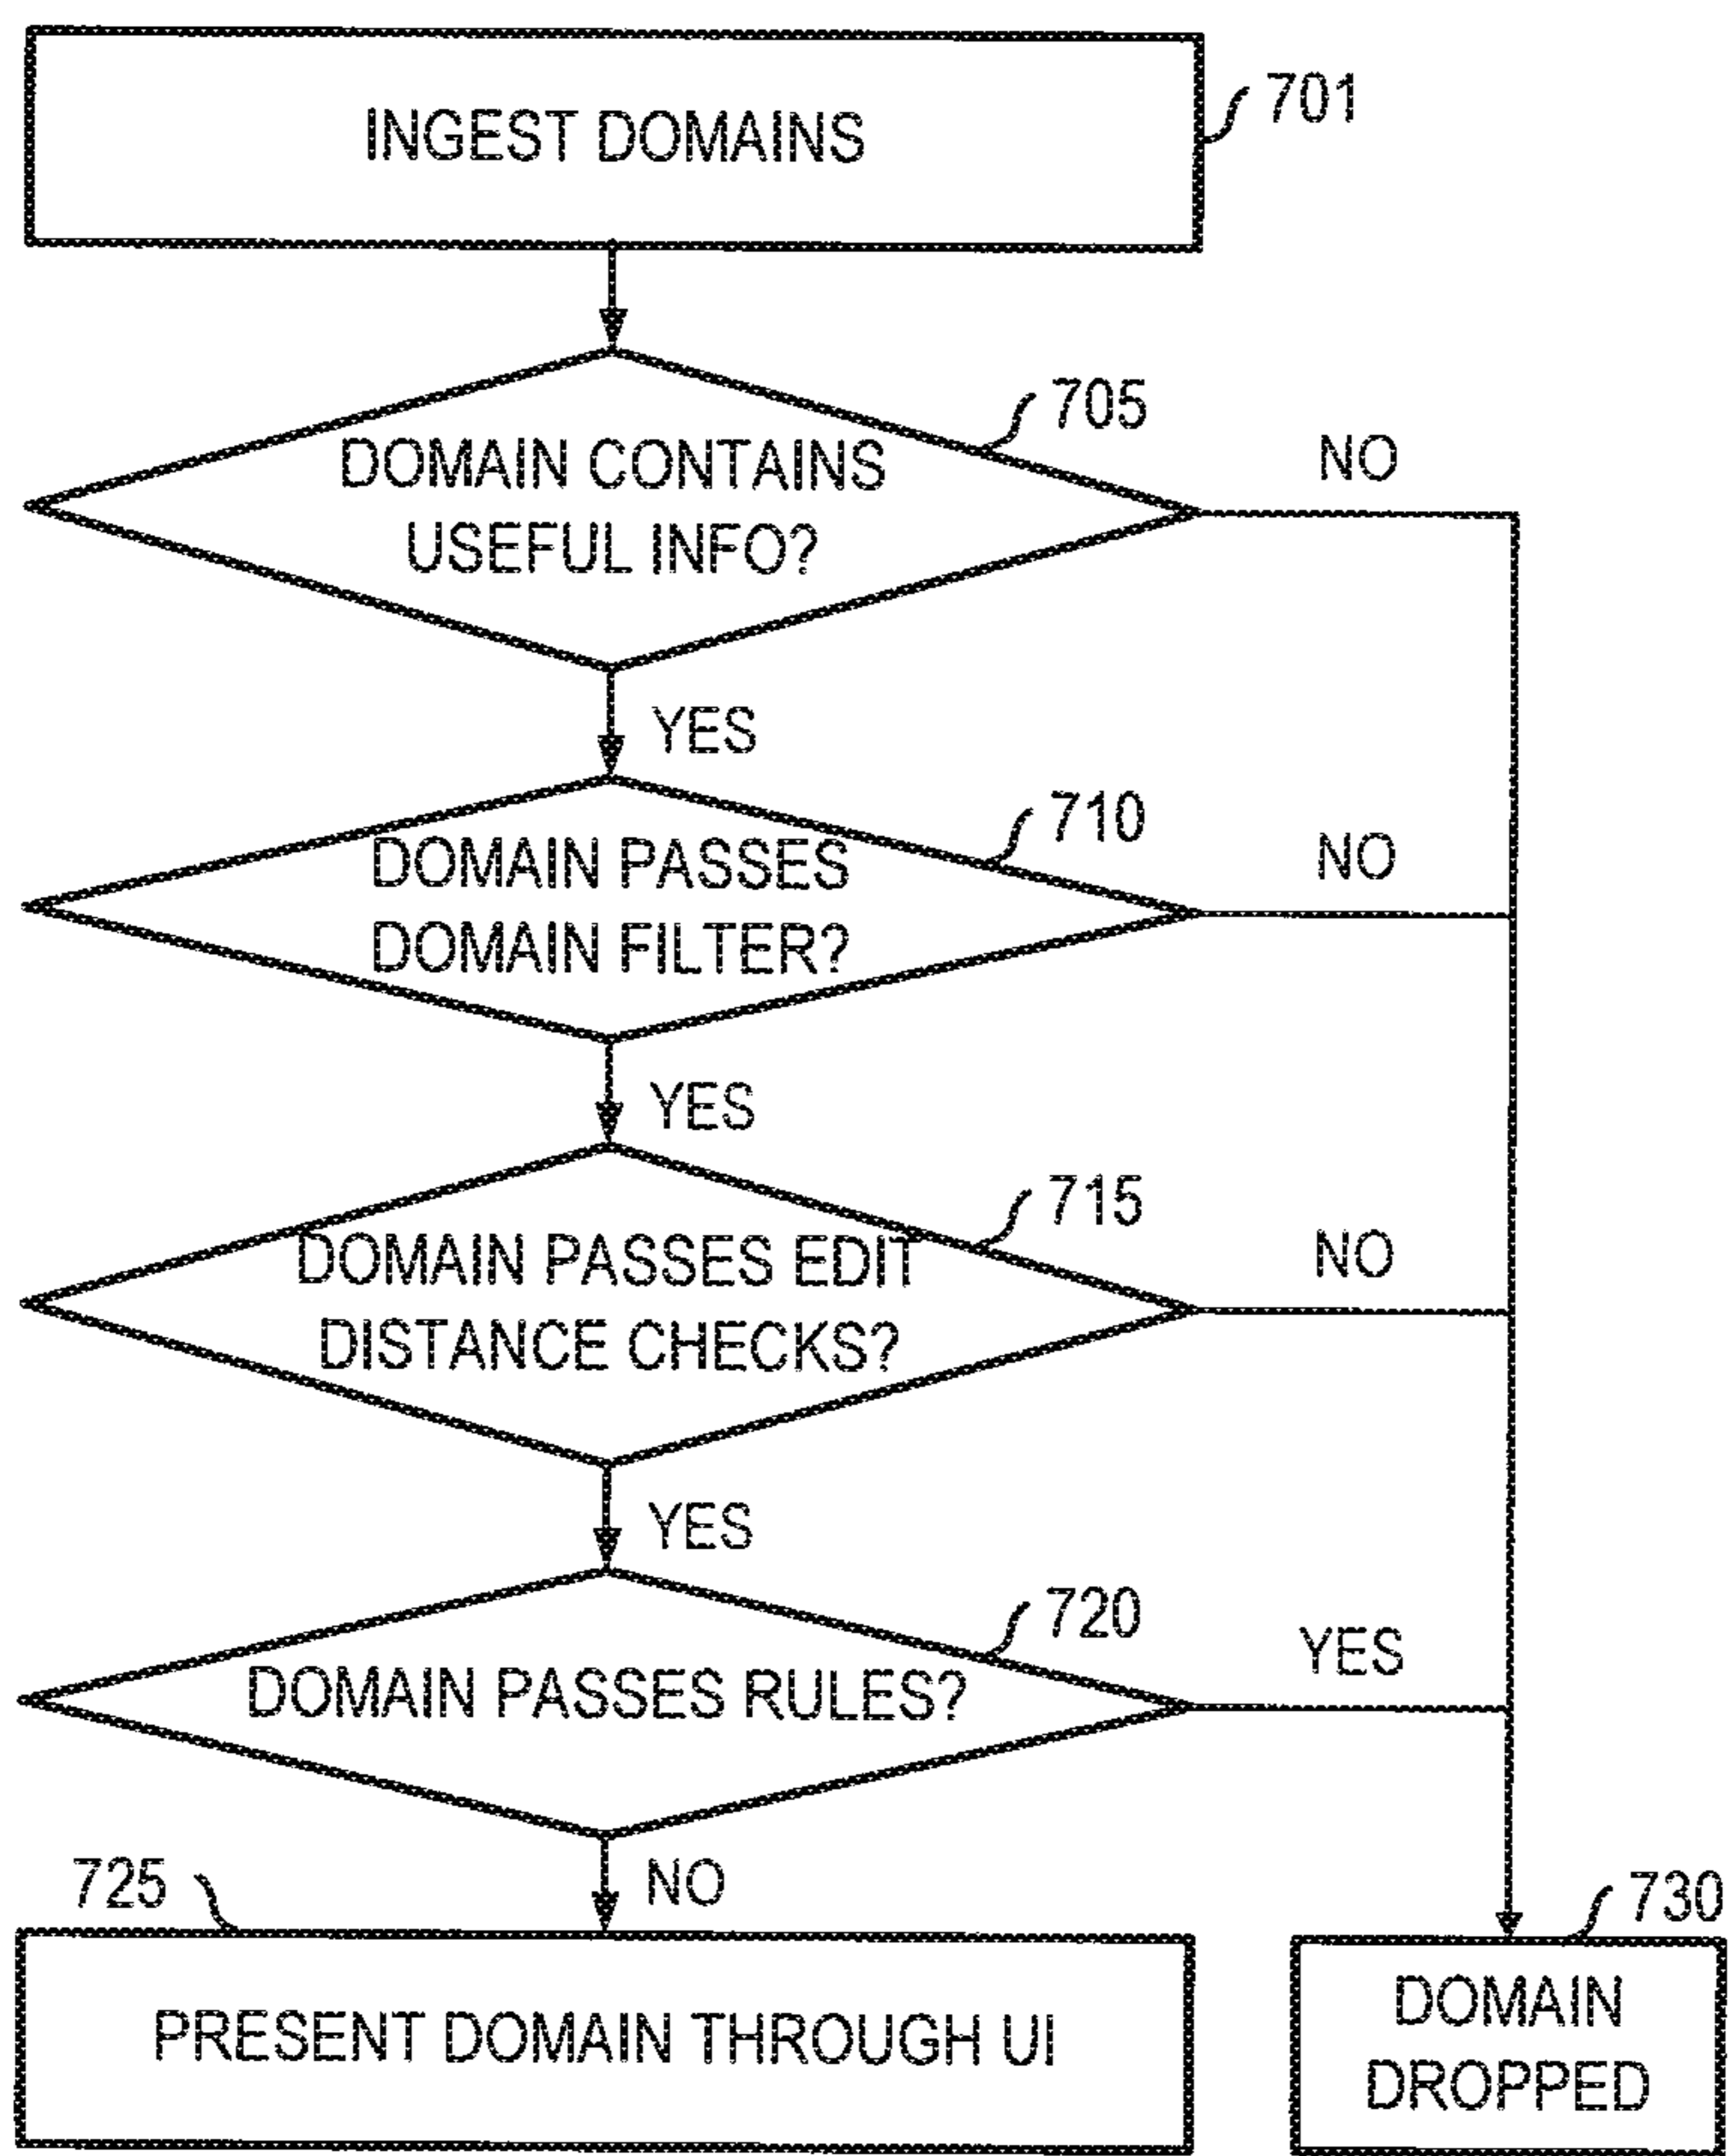 INGEST DOMAINS
701
705
DOMAIN CONTAINS
USEFUL INFO?
NO
YES
710
DOMAIN PASSES
DOMAIN FILTER?
NO
YES
715
DOMAIN PASSES EDIT
DISTANCE CHECKS?
NO
YES
720
DOMAIN PASSES RULES?
YES
NO
725
PRESENT DOMAIN THROUGH UI
730
DOMAIN
DROPPED